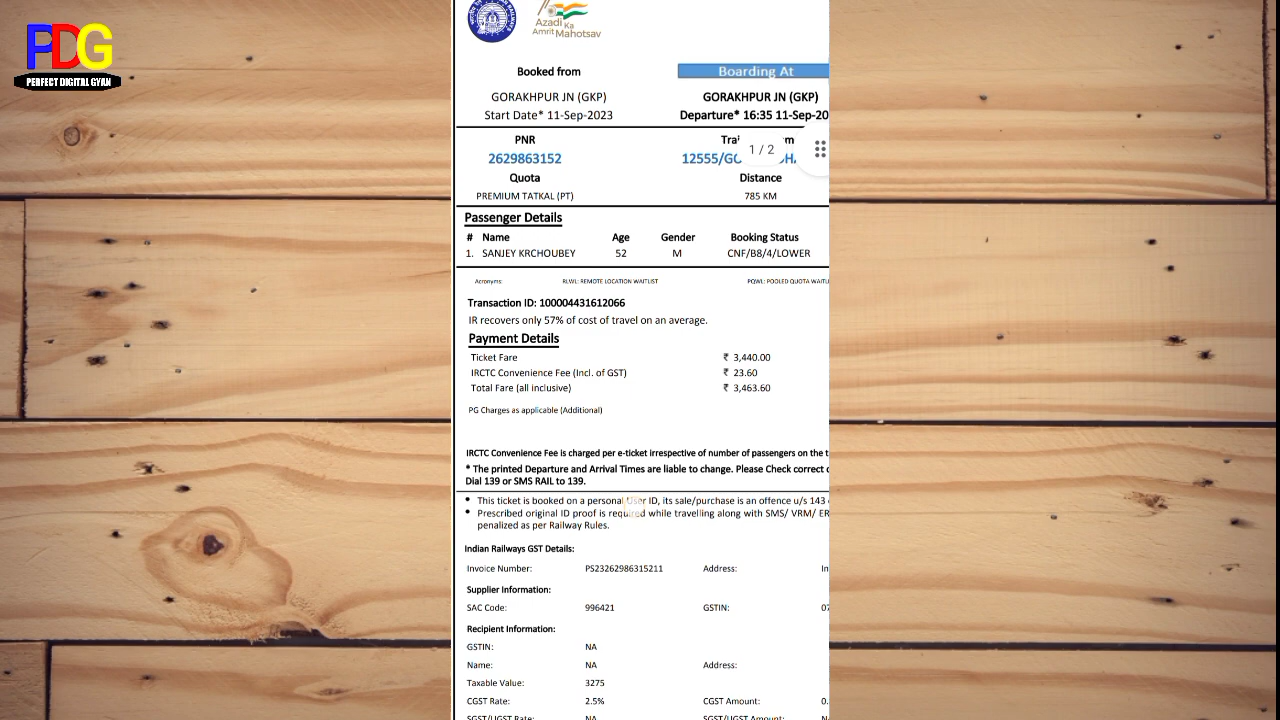 PDG
PERFECT DIGITAL GYAN
Azadi Ka
Amrit Mahotsav
Booked from Boarding At
GORAKHPUR JN (GKP) GORAKHPUR JN (GKP)
Start Date* 11-Sep-2023 Departure* 16:35 11-Sep-20
PNR
1 / 2
2629863152 12555/GO
Quota Distance
PREMIUM TATKAL (PT) 785 KM
Passenger Details
# Name Age Gender Booking Status
1. SANJEY KRCHOUBEY 52 M CNF/B8/4/LOWER
Acronyms: RLWL: REMOTE LOCATION WAITLIST PQWL: POOLED QUOTA WAITL
Transaction ID: 100004431612066
IR recovers only 57% of cost of travel on an average.
Payment Details
Ticket Fare ₹ 3,440.00
IRCTC Convenience Fee (Incl. of GST) ₹ 23.60
Total Fare (all inclusive) ₹ 3,463.60
PG Charges as applicable (Additional)
IRCTC Convenience Fee is charged per e-ticket irrespective of number of passengers on the t
* The printed Departure and Arrival Times are liable to change. Please Check correct
Dial 139 or SMS RAIL to 139.
• This ticket is booked on a personal User ID, its sale/purchase is an offence u/s 143
• Prescribed original ID proof is required while travelling along with SMS/ VRM/ ER
penalized as per Railway Rules.
Indian Railways GST Details:
Invoice Number: PS23262986315211 Address: In
Supplier Information:
SAC Code: 996421 GSTIN: 07
Recipient Information:
GSTIN: NA
Name: NA Address:
Taxable Value: 3275
CGST Rate: 2.5% CGST Amount: 0.
SGST/UGST Rate: NA SGST/UGST Amount: